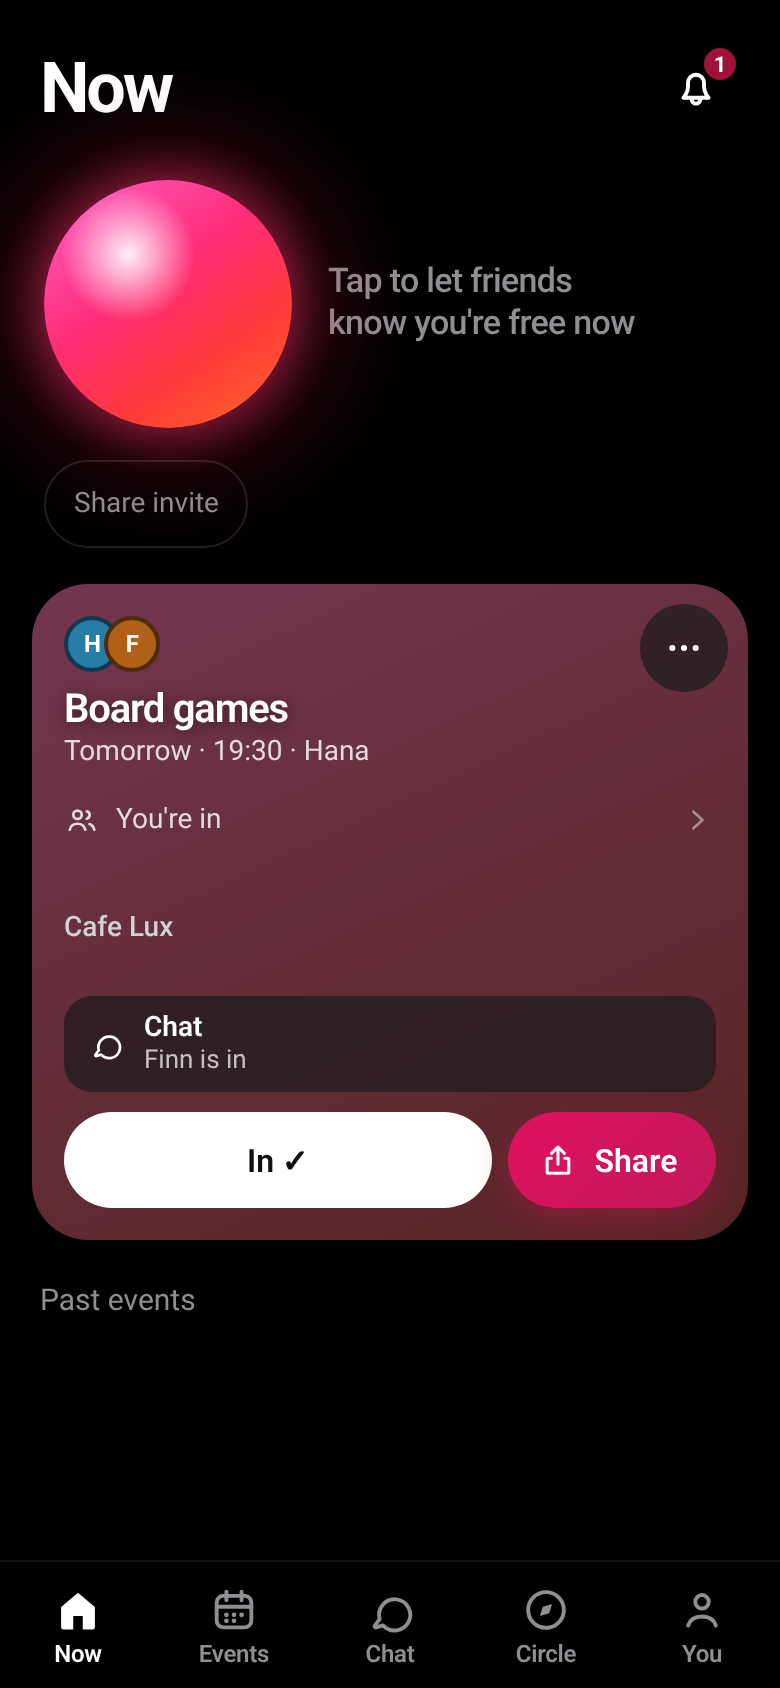 Now
1
Tap to let friends
know you're free now
Share invite
H F
Board games
Tomorrow · 19:30 · Hana
You're in
Cafe Lux
Chat
Finn is in
In ✓
Share
Past events
Now Events Chat Circle You